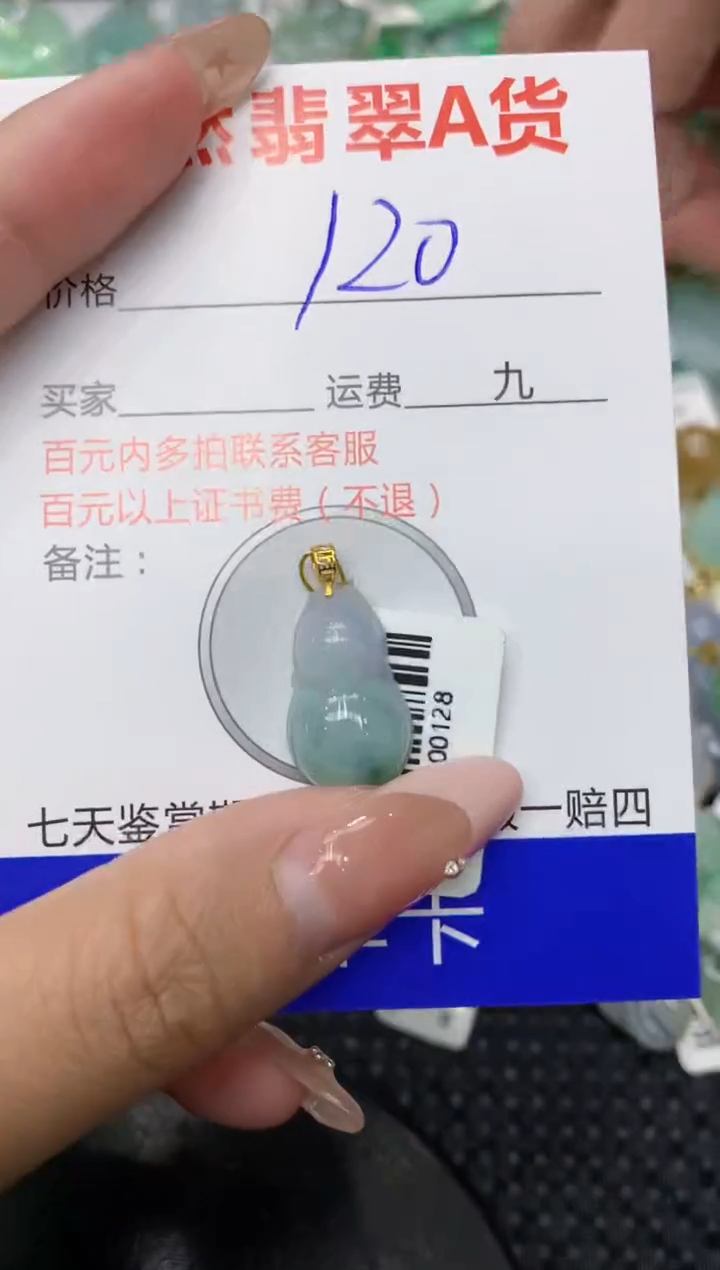 翡翠A货
价格 120
买家 运费 九
百元内多拍联系客服
百元以上证书费（不退）
备注：
00128
七天鉴赏期 一赔四
卡